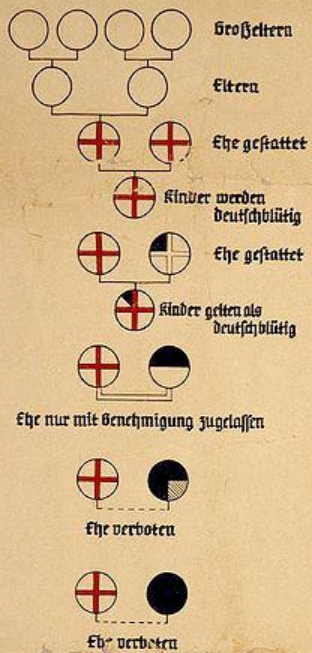 Großeltern
Eltern
Ehe gestattet
Kinder werden
deutschblütig
Ehe gestattet
Kinder gelten als
deutschblütig
Ehe nur mit Genehmigung zugelassen
Ehe verboten
Ehe verboten